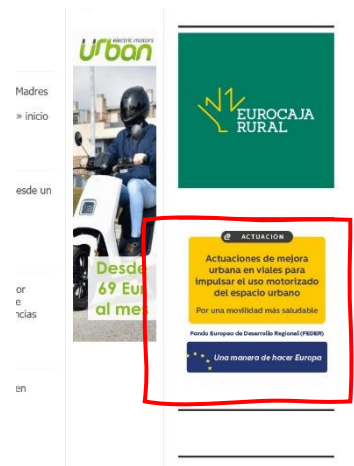 Madres
» inicio
esde un
or
e
ncias
en
electric motors
urban
Desde
69 Eur
al mes
EUROCAJA
RURAL
ACTUACIÓN
Actuaciones de mejora
urbana en viales para
impulsar el uso motorizado
del espacio urbano
Por una movilidad más saludable
Fondo Europeo de Desarrollo Regional (FEDER)
Una manera de hacer Europa